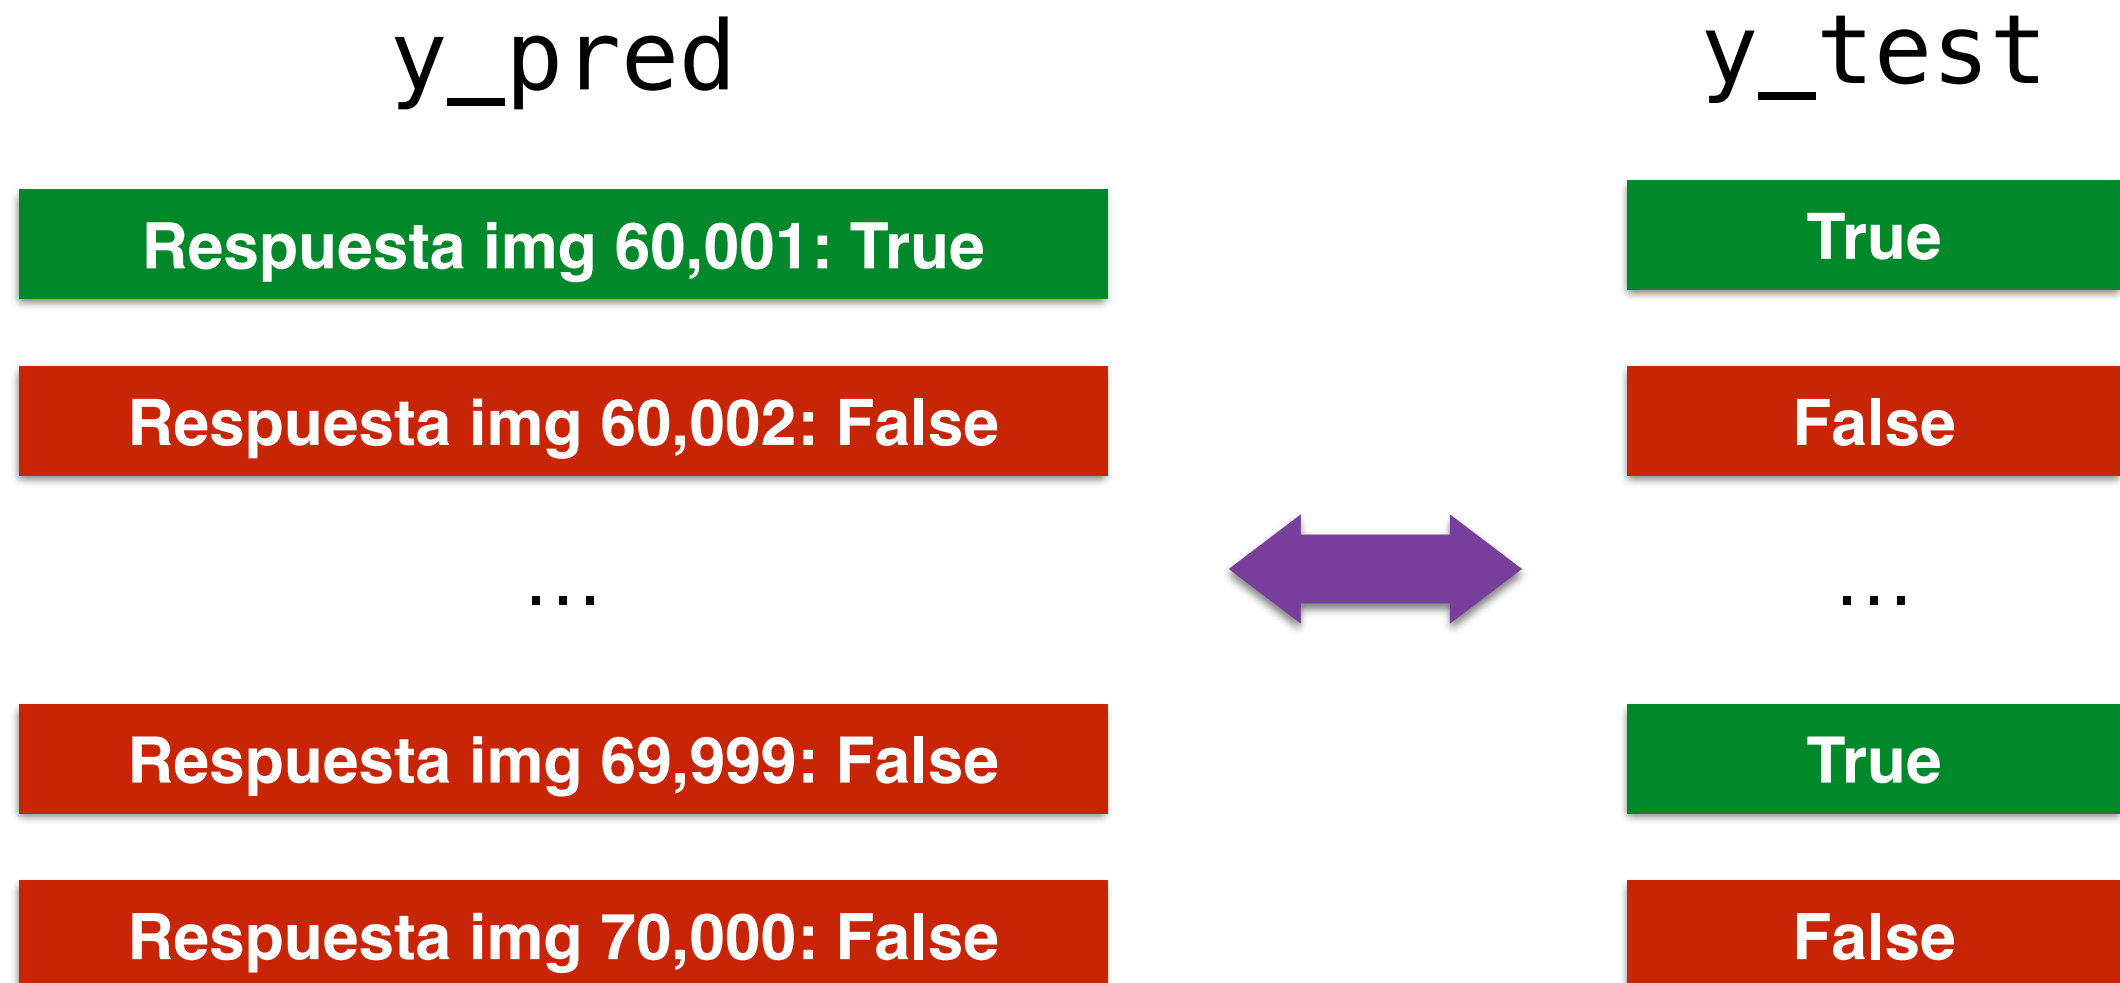 y_pred
y_test
Respuesta img 60,001: True
True
Respuesta img 60,002: False
False
...
...
Respuesta img 69,999: False
True
Respuesta img 70,000: False
False